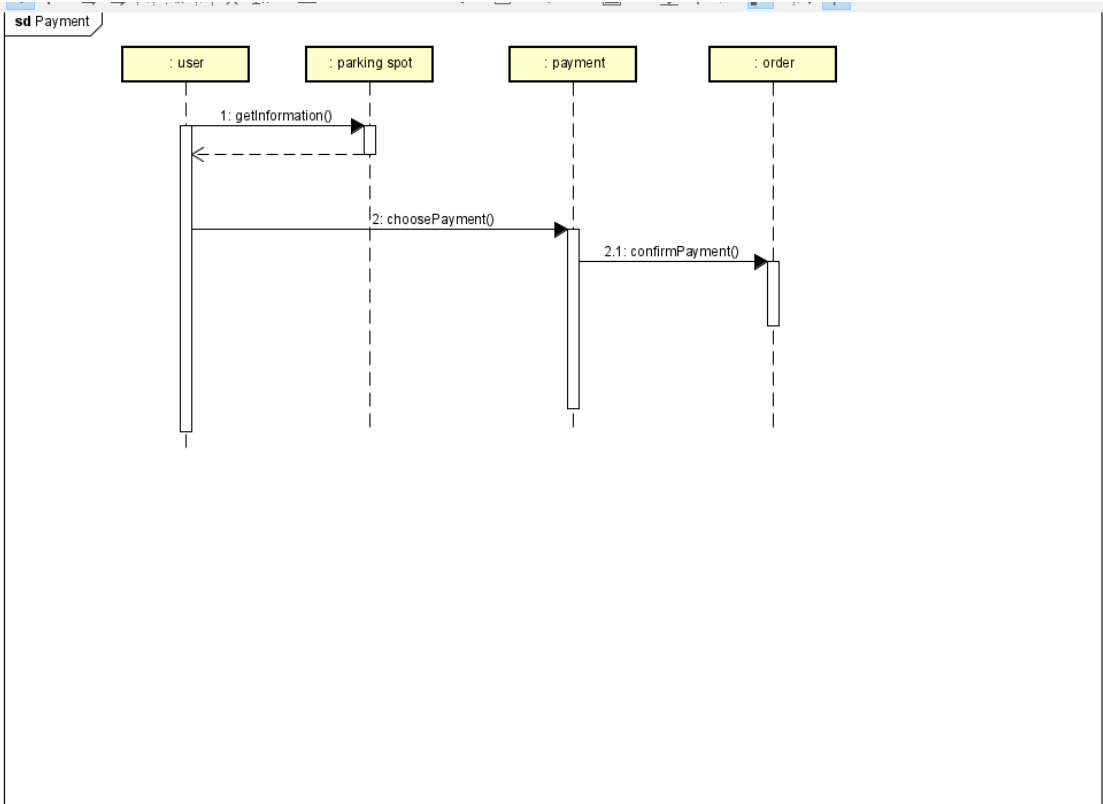 sd Payment
: user
: parking spot
: payment
: order
1: getInformation()
2: choosePayment()
2.1: confirmPayment()